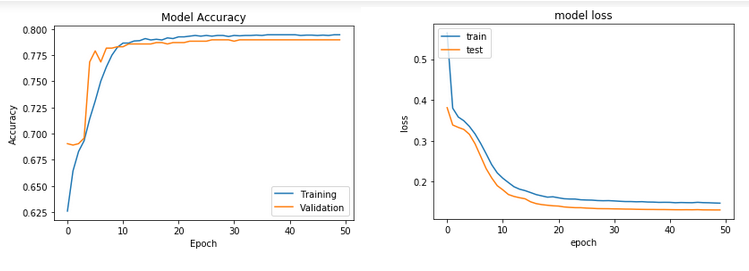 Model Accuracy
0.800
0.775
0.750
0.725
0.700
0.675
0.650
0.625
Accuracy
Training
Validation
0 10 20 30 40 50
Epoch
model loss
train
test
0.5
0.4
0.3
0.2
loss
0 10 20 30 40 50
epoch